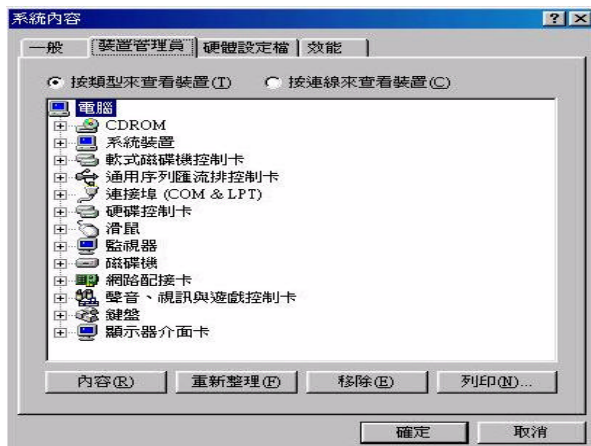 系統內容
一般 裝置管理員 硬體設定檔 效能
按類型來查看裝置(T) 按連線來查看裝置(C)
電腦
CDROM
系統裝置
軟式磁碟機控制卡
通用序列匯流排控制卡
連接埠 (COM & LPT)
硬碟控制卡
滑鼠
監視器
磁碟機
網路配接卡
聲音、視訊與遊戲控制卡
鍵盤
顯示器介面卡
內容(R) 重新整理(F) 移除(E) 列印(N)...
確定 取消